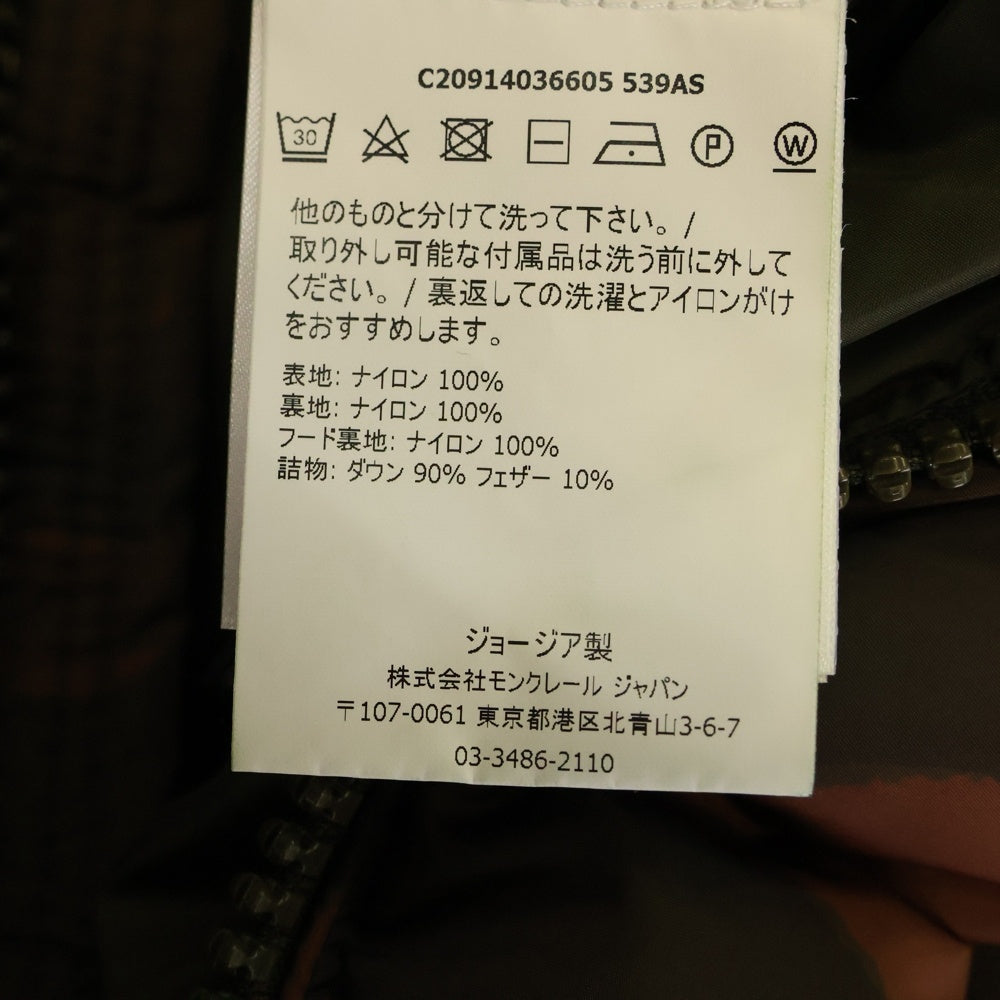 C20914036605 539AS
30 P W
他のものと分けて洗って下さい。/
取り外し可能な付属品は洗う前に外して
ください。/ 裏返しての洗濯とアイロンがけ
をおすすめします。
表地: ナイロン 100%
裏地: ナイロン 100%
フード裏地: ナイロン 100%
詰物: ダウン 90% フェザー 10%
ジョージア製
株式会社モンクレール ジャパン
〒107-0061 東京都港区北青山3-6-7
03-3486-2110